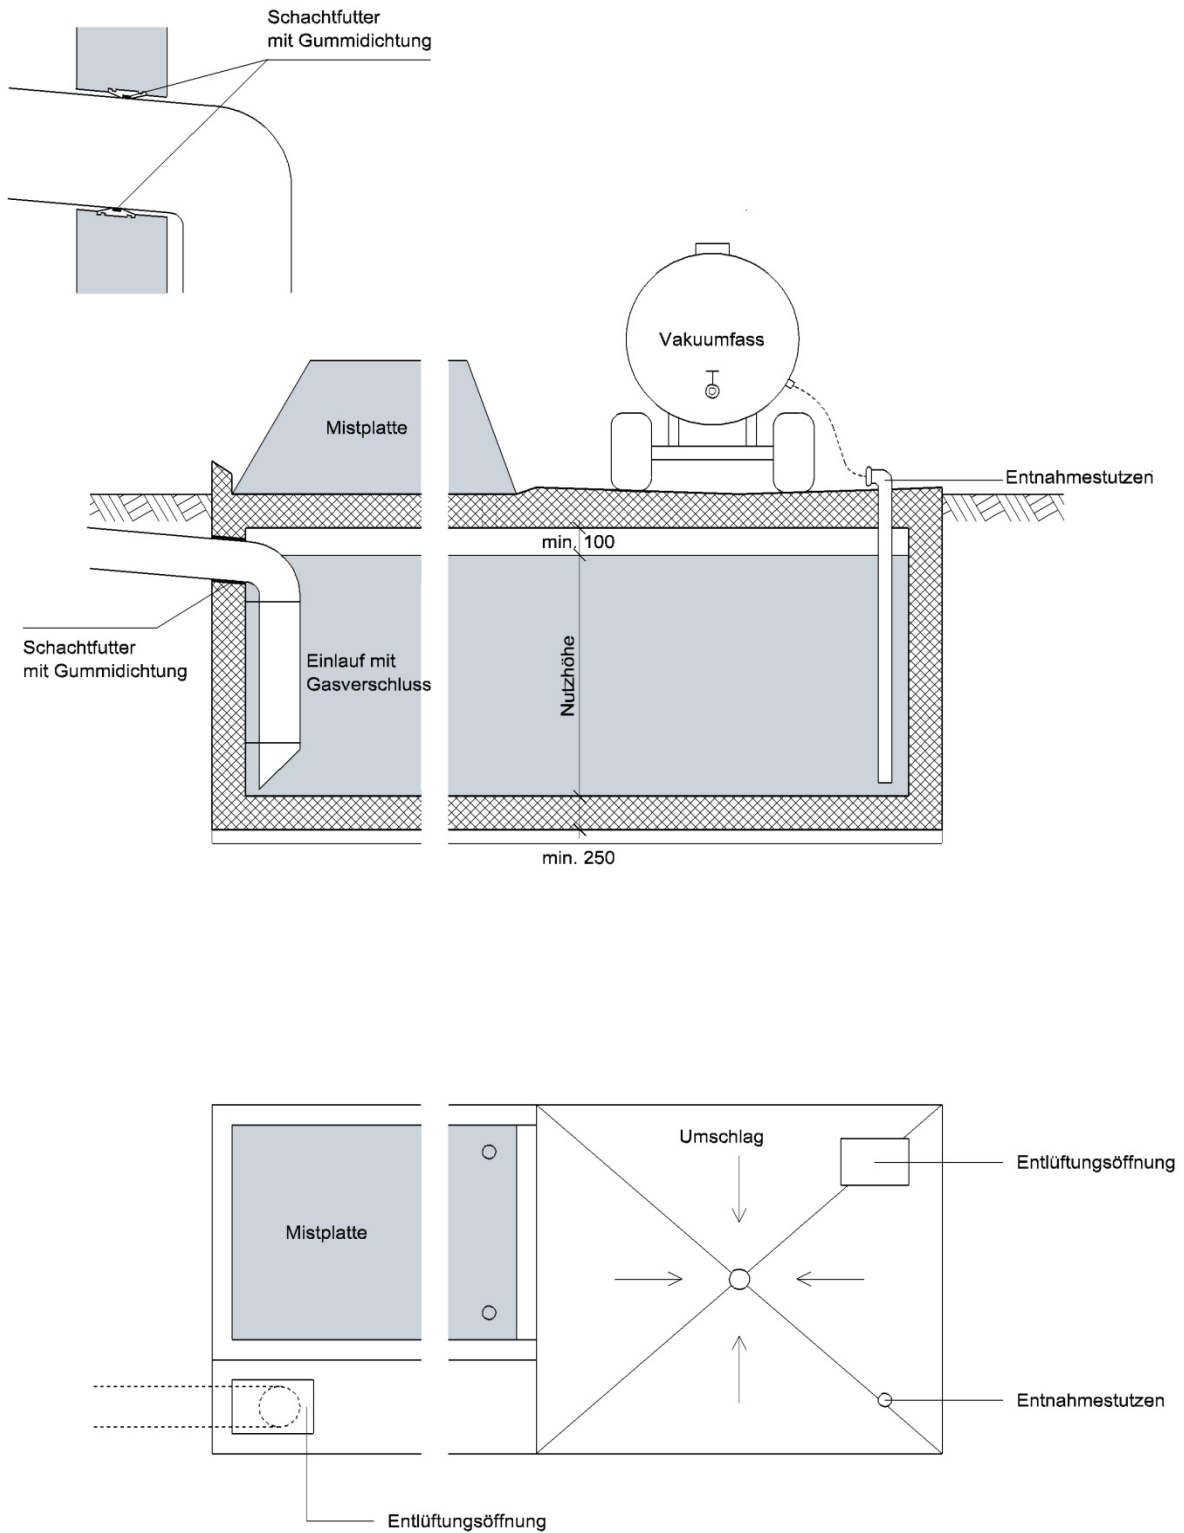 Schachtfutter
mit Gummidichtung
Vakuumfass
Mistplatte
Entnahmestutzen
min. 100
Schachtfutter
mit Gummidichtung
Einlauf mit
Gasverschluss
Nutzhöhe
min. 250
Umschlag
Entlüftungsöffnung
Mistplatte
Entnahmestutzen
Entlüftungsöffnung